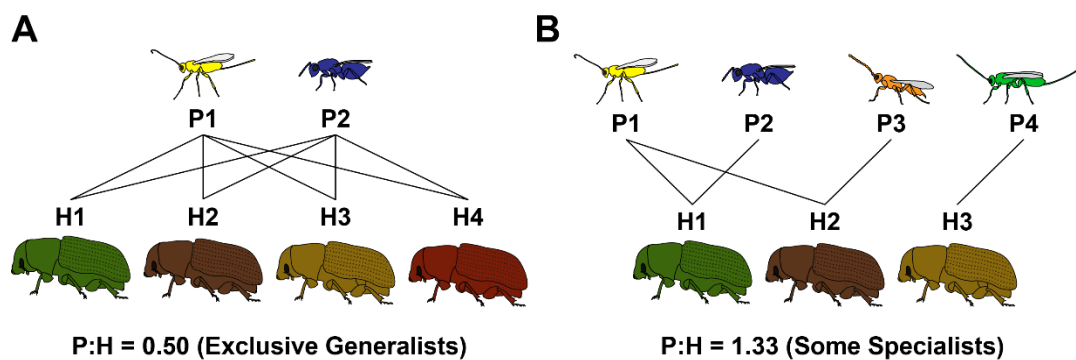 A
P1 P2
H1 H2 H3 H4
P:H = 0.50 (Exclusive Generalists)
B
P1 P2 P3 P4
H1 H2 H3
P:H = 1.33 (Some Specialists)